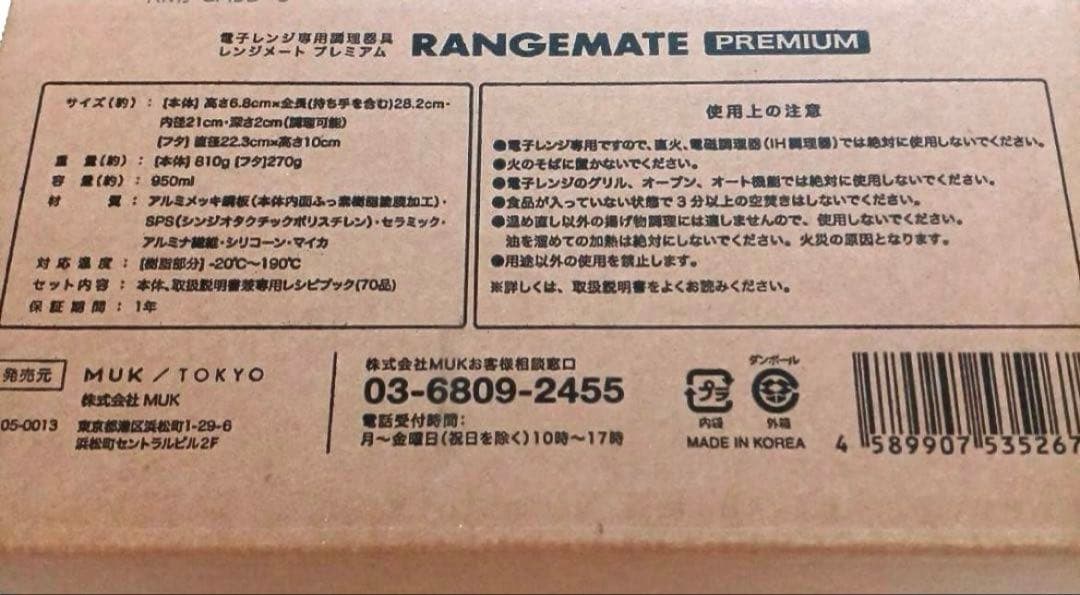 電子レンジ専用調理器具
レンジメート プレミアム
RANGEMATE PREMIUM
サイズ(約) : [本体] 高さ6.8cm×全長(持ち手を含む)28.2cm・
内径21cm・深さ2cm(調理可能)
[フタ] 直径22.3cm×高さ10cm
重 量(約) : [本体] 810g [フタ]270g
容 量(約) : 950ml
材 質 : アルミメッキ鋼板(本体内面ふっ素樹脂塗膜加工)・
SPS(シンジオタクチックポリスチレン)・セラミック・
アルミナ繊維・シリコーン・マイカ
対応温度 : [樹脂部分] -20℃～190℃
セット内容 : 本体、取扱説明書兼専用レシピブック(70品)
保証期間 : 1年
使用上の注意
●電子レンジ専用ですので、直火、電磁調理器(IH調理器)では絶対に使用しないでください。
●火のそばに置かないでください。
●電子レンジのグリル、オーブン、オート機能では絶対に使用しないでください。
●食品が入っていない状態で3分以上の空焚きはしないでください。
●温め直し以外の揚げ物調理には適しませんので、使用しないでください。
油を溜めての加熱は絶対にしないでください。火災の原因となります。
●用途以外の使用を禁止します。
※詳しくは、取扱説明書をよくお読みください。
発売元
MUK / TOKYO
株式会社 MUK
05-0013 東京都港区浜松町1-29-6
浜松町セントラルビル2F
株式会社MUKお客様相談窓口
03-6809-2455
電話受付時間:
月～金曜日(祝日を除く)10時～17時
プラ
内袋
ダンボール
外箱
MADE IN KOREA
4 589907 535267